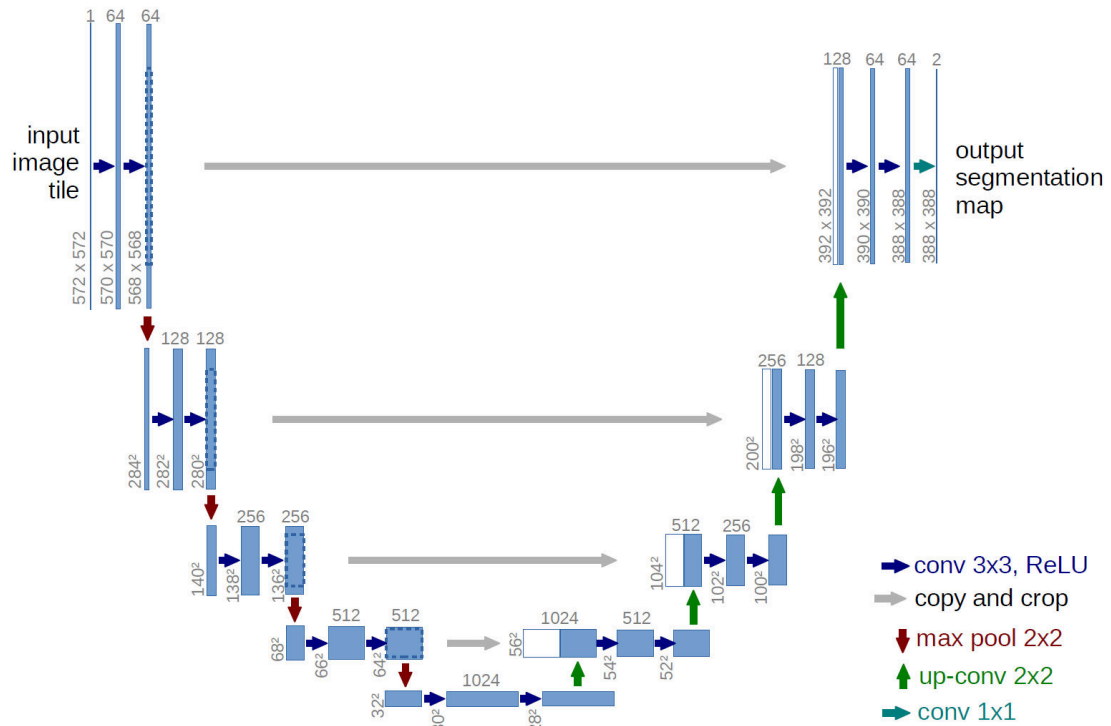 1 64 64
input
image
tile
572 x 572
570 x 570
568 x 568
128 64 64 2
output
segmentation
map
392 x 392
390 x 390
388 x 388
388 x 388
128 128
284²
282²
280²
256 128
200²
198²
196²
256 256
140²
138²
136²
512 256
104²
102²
100²
512 512
68²
66²
64²
1024 512
56²
54²
52²
1024
32²
conv 3x3, ReLU
copy and crop
max pool 2x2
up-conv 2x2
conv 1x1